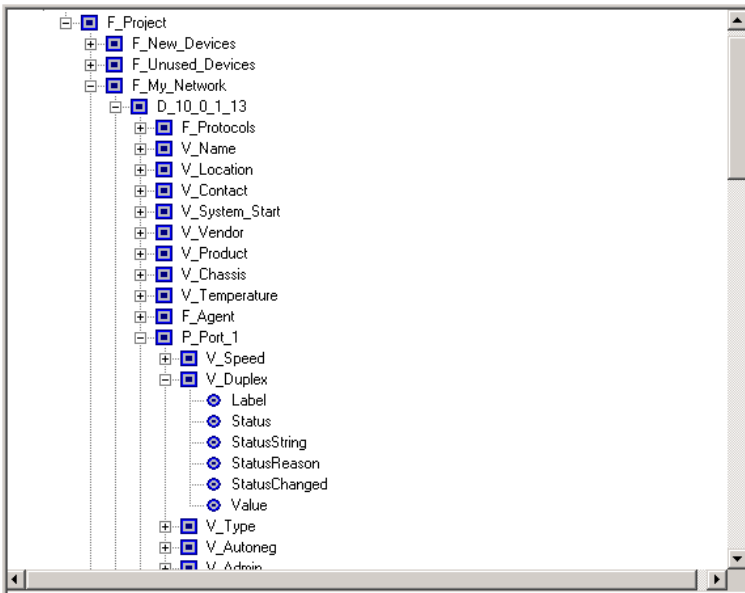 F_Project
F_New_Devices
F_Unused_Devices
F_My_Network
D_10_0_1_13
F_Protocols
V_Name
V_Location
V_Contact
V_System_Start
V_Vendor
V_Product
V_Chassis
V_Temperature
F_Agent
P_Port_1
V_Speed
V_Duplex
Label
Status
StatusString
StatusReason
StatusChanged
Value
V_Type
V_Autoneg
V_Admin